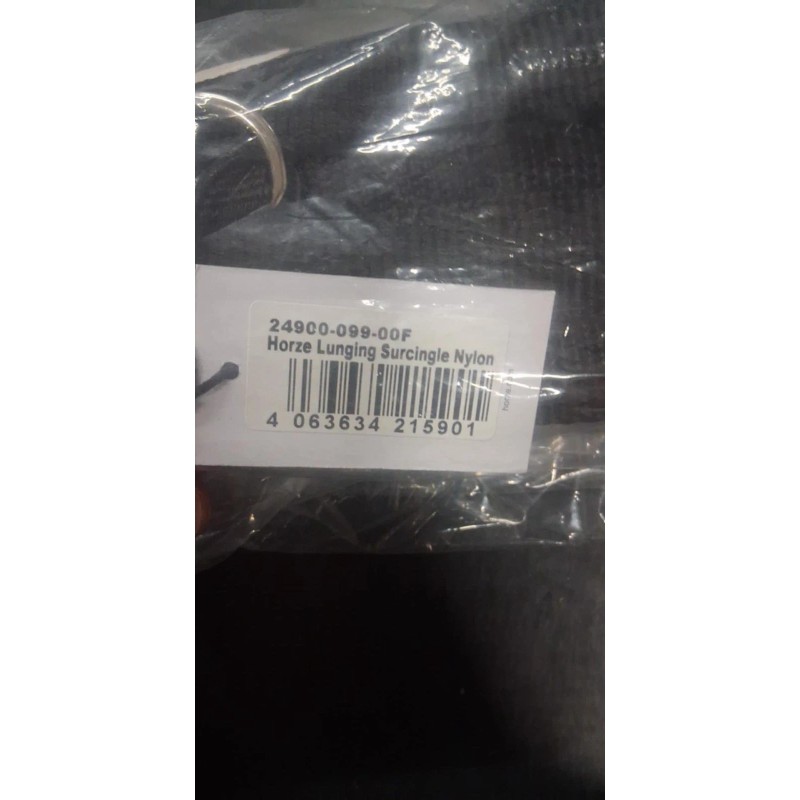 24900-099-00F
Horze Lunging Surcingle Nylon
4 063634 215901